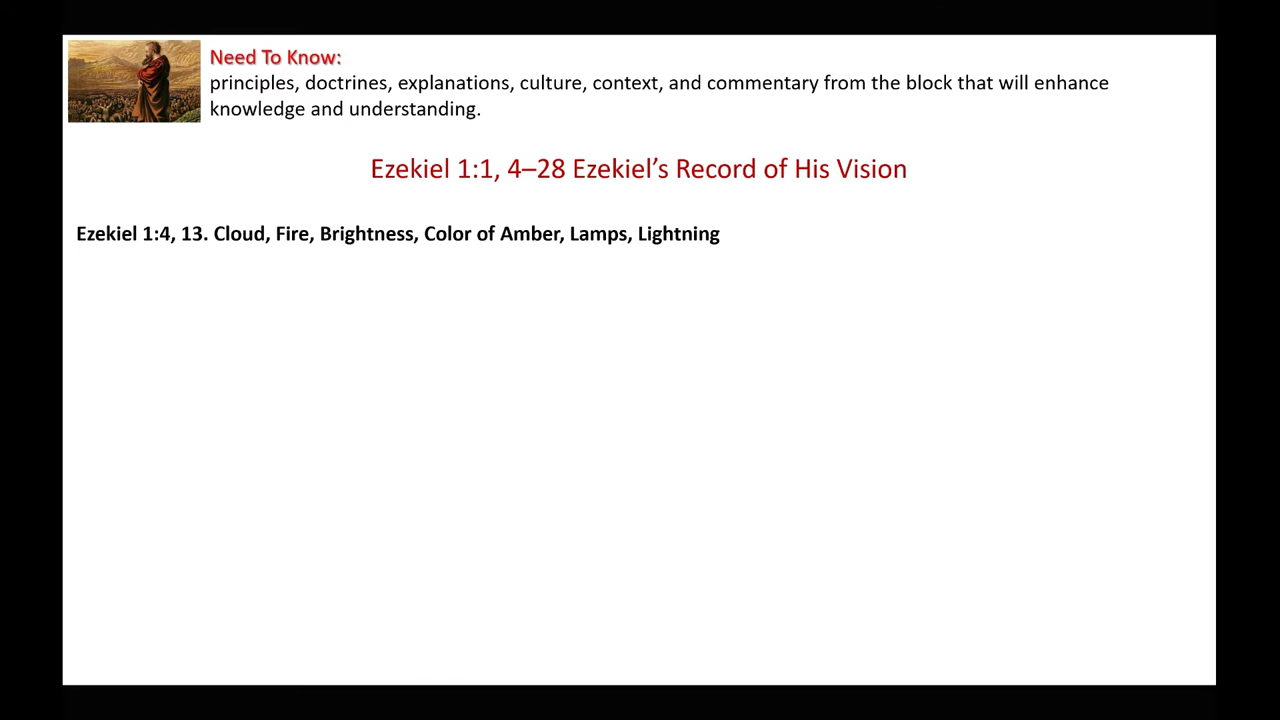 Need To Know:
principles, doctrines, explanations, culture, context, and commentary from the block that will enhance
knowledge and understanding.
Ezekiel 1:1, 4–28 Ezekiel’s Record of His Vision
Ezekiel 1:4, 13. Cloud, Fire, Brightness, Color of Amber, Lamps, Lightning